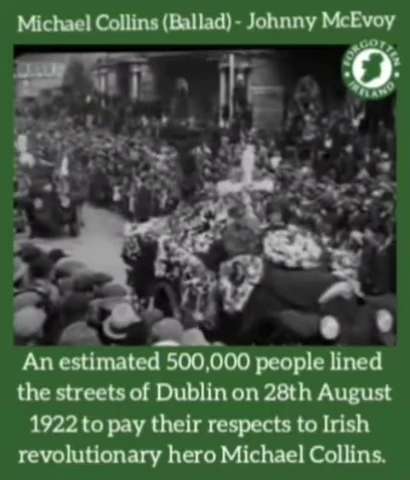 Michael Collins (Ballad) - Johnny McEvoy
FORGOTTEN
IRELAND
An estimated 500,000 people lined
the streets of Dublin on 28th August
1922 to pay their respects to Irish
revolutionary hero Michael Collins.